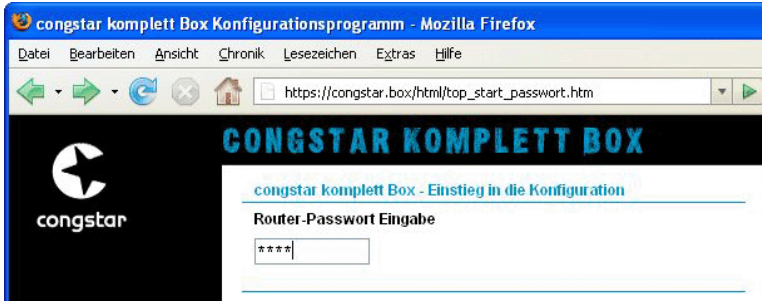 congstar komplett Box Konfigurationsprogramm - Mozilla Firefox
Datei Bearbeiten Ansicht Chronik Lesezeichen Extras Hilfe
https://congstar.box/html/top_start_passwort.htm
CONGSTAR KOMPLETT BOX
congstar
congstar komplett Box - Einstieg in die Konfiguration
Router-Passwort Eingabe
****